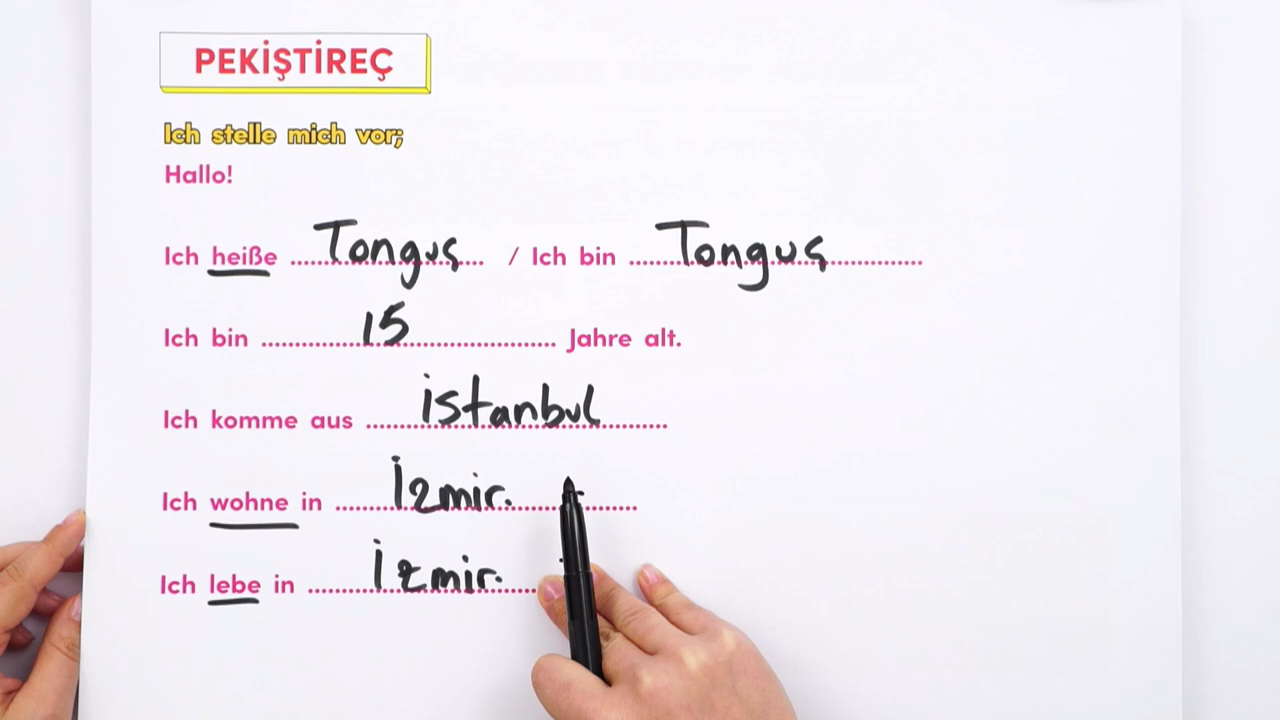 PEKİŞTİREÇ
Ich stelle mich vor;
Hallo!
Ich heiße ...Tonguç... / Ich bin ...Tonguç...
Ich bin ...15... Jahre alt.
Ich komme aus ...istanbul...
Ich wohne in ...İzmir....
Ich lebe in ...İzmir....